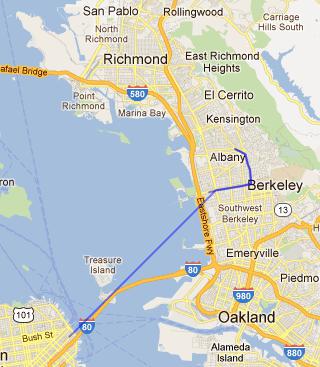 San Pablo
Rollingwood
Carriage
Hills South
North
Richmond
Richmond
East Richmond
Heights
afael Bridge
580
El Cerrito
Point
Richmond
Marina Bay
Kensington
Albany
Berkeley
ron
Southwest
Berkeley
13
Eastshore Fwy
Treasure
Island
Emeryville
H
80
Piedmo
980
101
80
Oakland
Bush St
n
Alameda
Island
880